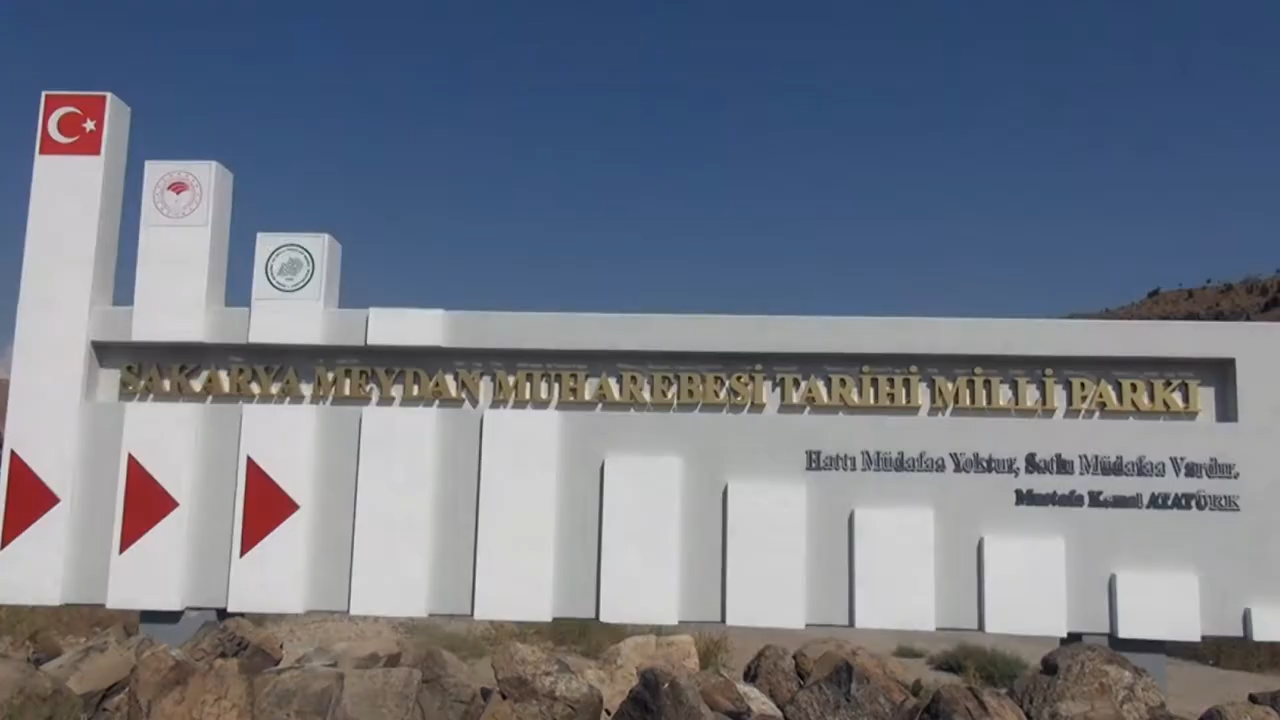 SAKARYA MEYDAN MUHAREBESİ TARİHİ MİLLİ PARKI
Hattı Müdafaa Yoktur, Sathı Müdafaa Vardır.
Mustafa Kemal ATATÜRK